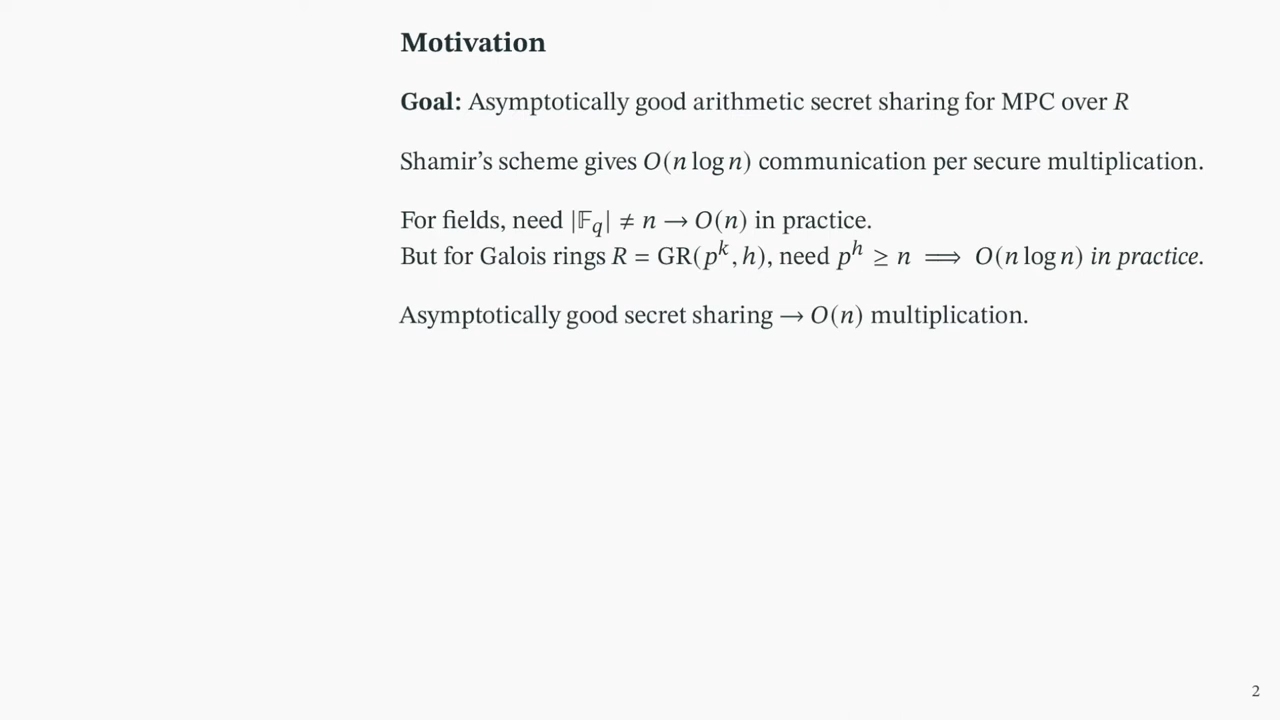 Motivation
Goal: Asymptotically good arithmetic secret sharing for MPC over R
Shamir’s scheme gives O(n log n) communication per secure multiplication.
For fields, need |𝔽_q| ≠ n → O(n) in practice.
But for Galois rings R = GR(p^k, h), need p^h ≥ n ⟹ O(n log n) in practice.
Asymptotically good secret sharing → O(n) multiplication.
2